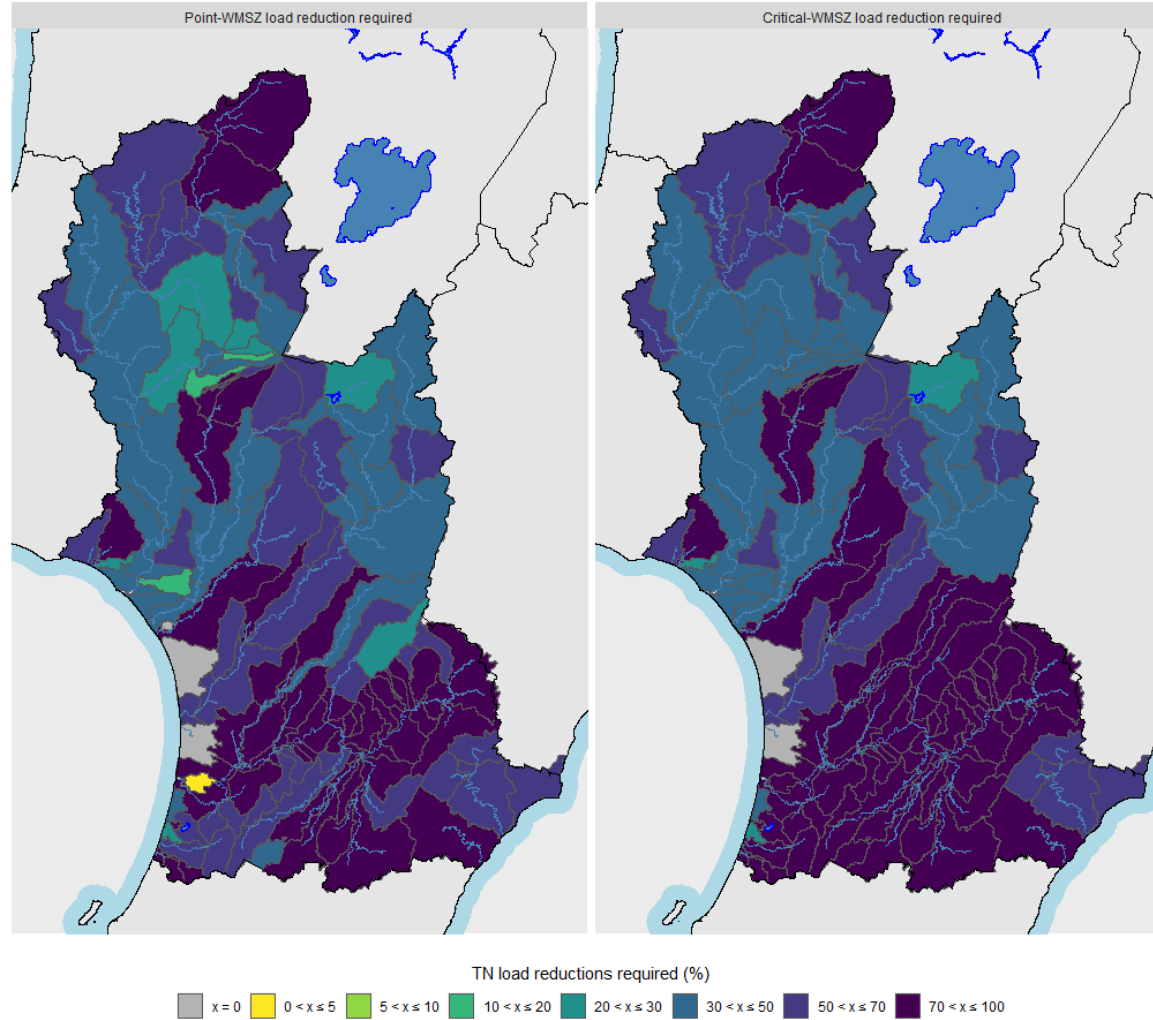 Point-WMSZ load reduction required
Critical-WMSZ load reduction required
TN load reductions required (%)
x = 0
0 < x ≤ 5
5 < x ≤ 10
10 < x ≤ 20
20 < x ≤ 30
30 < x ≤ 50
50 < x ≤ 70
70 < x ≤ 100